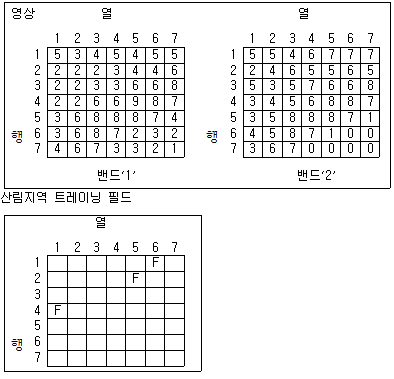 영상 열 열
1 2 3 4 5 6 7 1 2 3 4 5 6 7
1 5 3 4 5 4 5 5 1 5 5 4 6 7 7 7
2 2 2 2 3 4 4 6 2 2 4 6 5 5 6 5
3 2 2 3 3 6 6 8 3 5 3 5 7 6 6 8
4 2 2 6 6 9 8 7 4 3 4 5 6 8 8 7
5 3 6 8 8 8 7 4 5 3 4 5 8 8 7 1
행 6 3 6 8 7 2 3 2 행 6 4 5 8 7 1 0 0
7 4 6 7 3 3 2 1 7 3 6 7 0 0 0 0
밴드'1' 밴드'2'
산림지역 트레이닝 필드
열
1 2 3 4 5 6 7
1 F
2 F
3
4 F
5
행 6
7